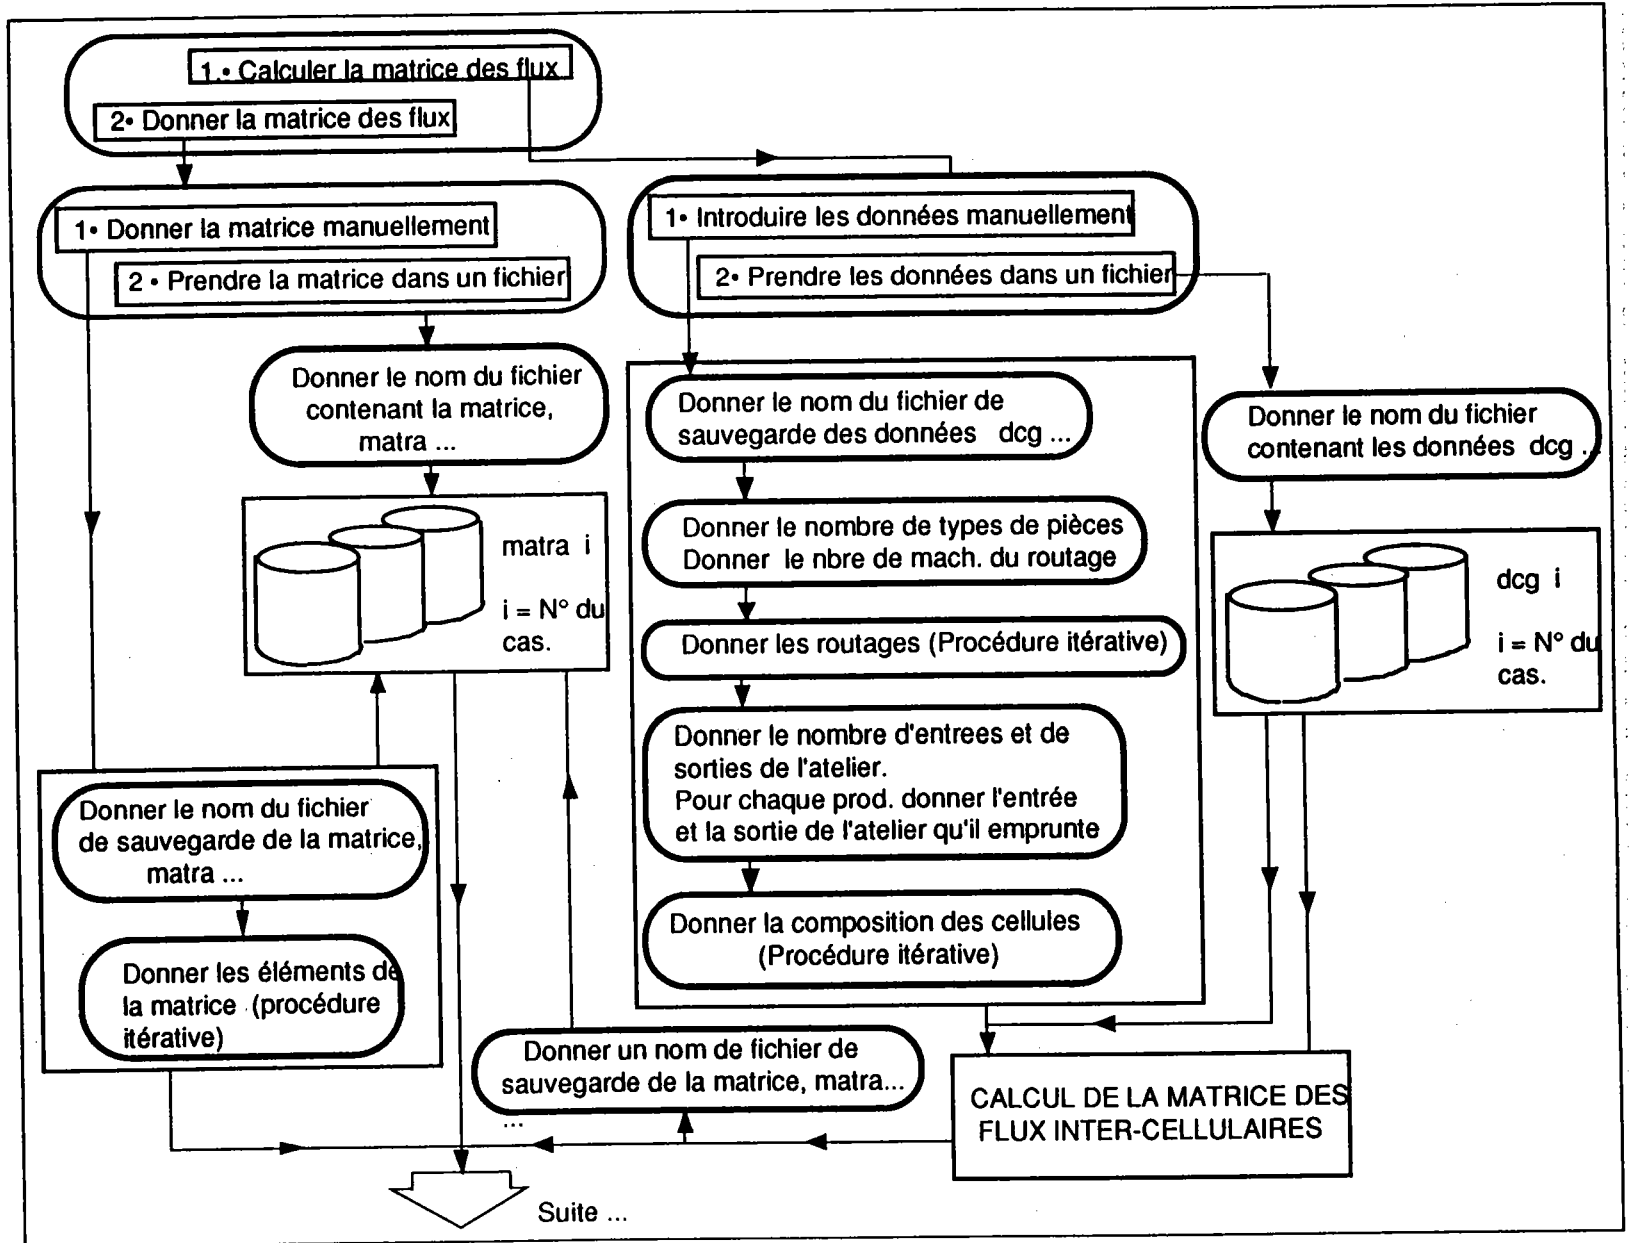 1.• Calculer la matrice des flux
2• Donner la matrice des flux
1• Donner la matrice manuellement
2 • Prendre la matrice dans un fichier
1• Introduire les données manuellement
2• Prendre les données dans un fichier
Donner le nom du fichier
contenant la matrice,
matra ...
Donner le nom du fichier de
sauvegarde des données dcg ...
Donner le nom du fichier
contenant les données dcg ...
matra i
i = N° du
cas.
Donner le nombre de types de pièces
Donner le nbre de mach. du routage
dcg i
i = N° du
cas.
Donner les routages (Procédure itérative)
Donner le nombre d'entrees et de
sorties de l'atelier.
Pour chaque prod. donner l'entrée
et la sortie de l'atelier qu'il emprunte
Donner le nom du fichier
de sauvegarde de la matrice,
matra ...
Donner la composition des cellules
(Procédure itérative)
Donner les éléments de
la matrice (procédure
itérative)
Donner un nom de fichier de
sauvegarde de la matrice, matra...
...
CALCUL DE LA MATRICE DES
FLUX INTER-CELLULAIRES
Suite ...